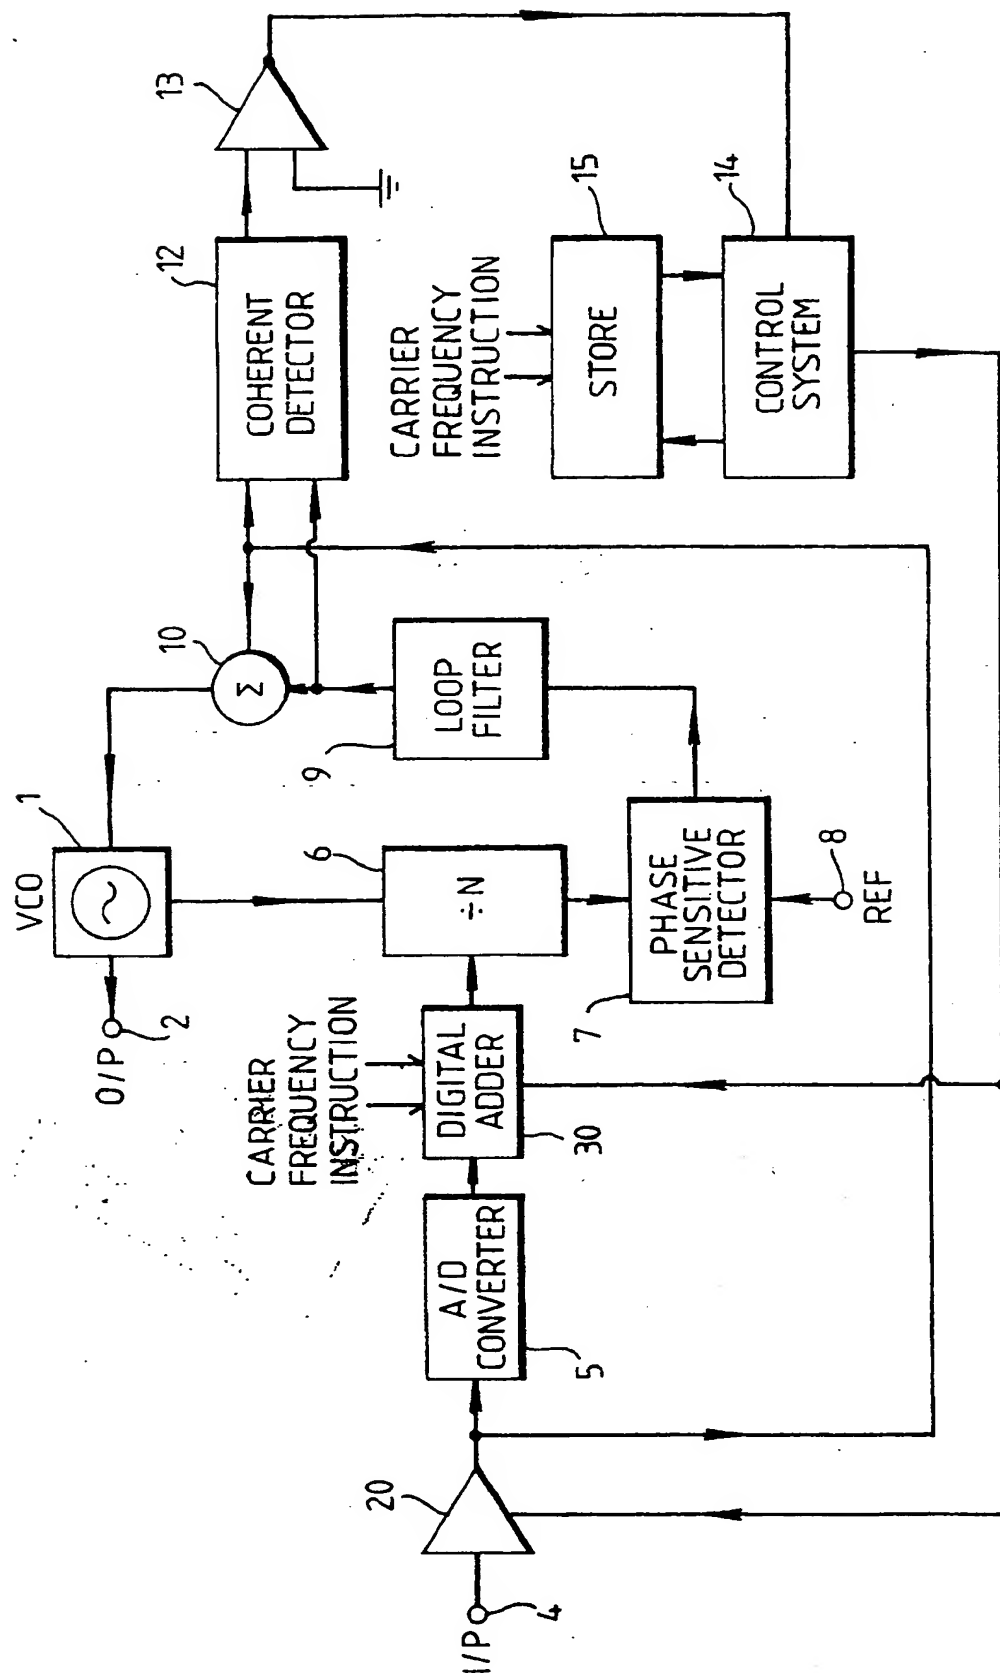 VCO
1
O/P
2
10
Σ
12
COHERENT
DETECTOR
13
CARRIER
FREQUENCY
INSTRUCTION
6
÷N
9
LOOP
FILTER
CARRIER
FREQUENCY
INSTRUCTION
STORE
15
I/P
4
20
A/D
CONVERTER
5
DIGITAL
ADDER
30
PHASE
SENSITIVE
DETECTOR
7
8
REF
CONTROL
SYSTEM
14